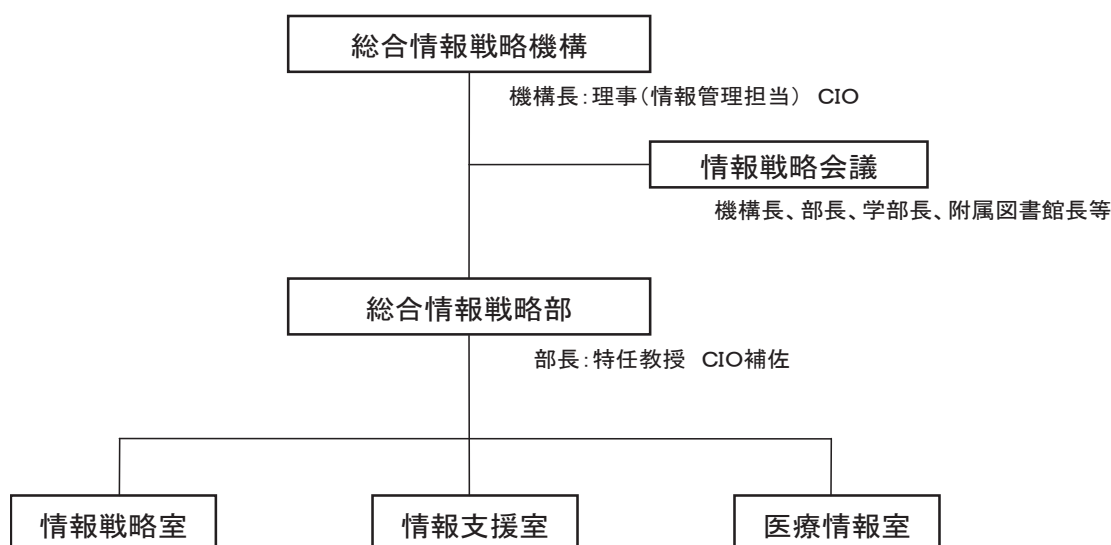 総合情報戦略機構
機構長：理事（情報管理担当）　CIO
情報戦略会議
機構長、部長、学部長、附属図書館長等
総合情報戦略部
部長：特任教授　CIO補佐
情報戦略室
情報支援室
医療情報室